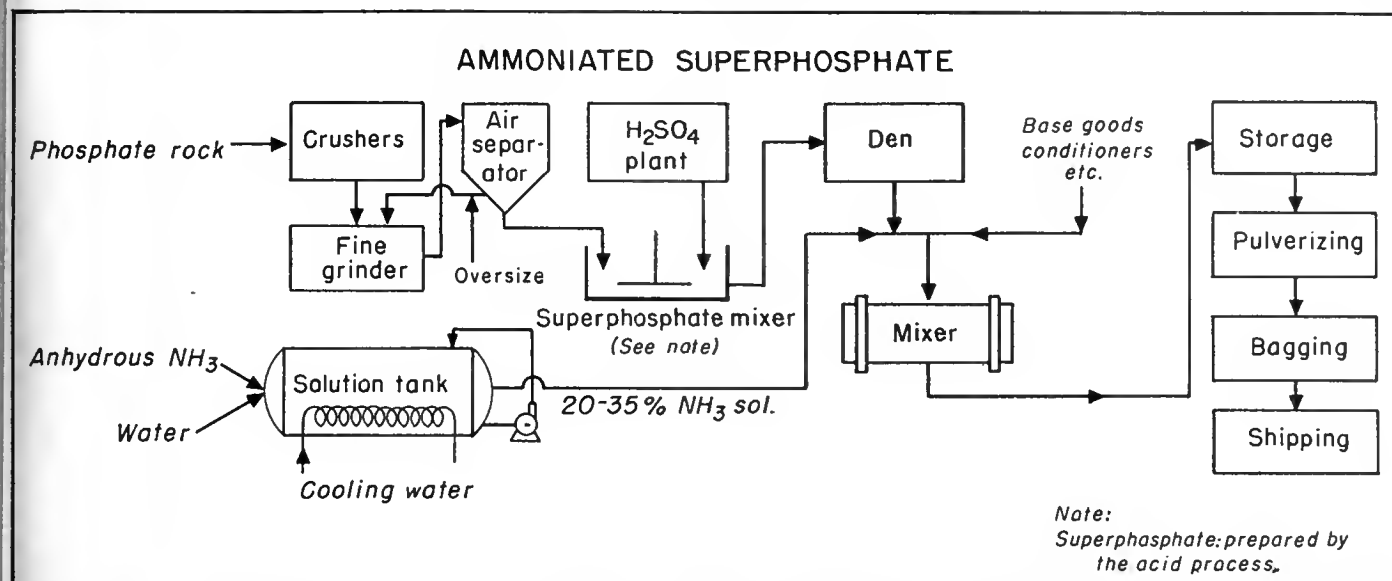 AMMONIATED SUPERPHOSPHATE
Phosphate rock
Crushers
Air
separ-
ator
H2SO4
plant
Den
Base goods
conditioners
etc.
Storage
Fine
grinder
Oversize
Pulverizing
Superphosphate mixer
(See note)
Mixer
Anhydrous NH3
Solution tank
Bagging
20-35% NH3 sol.
Water
Shipping
Cooling water
Note:
Superphosphate: prepared by
the acid process.